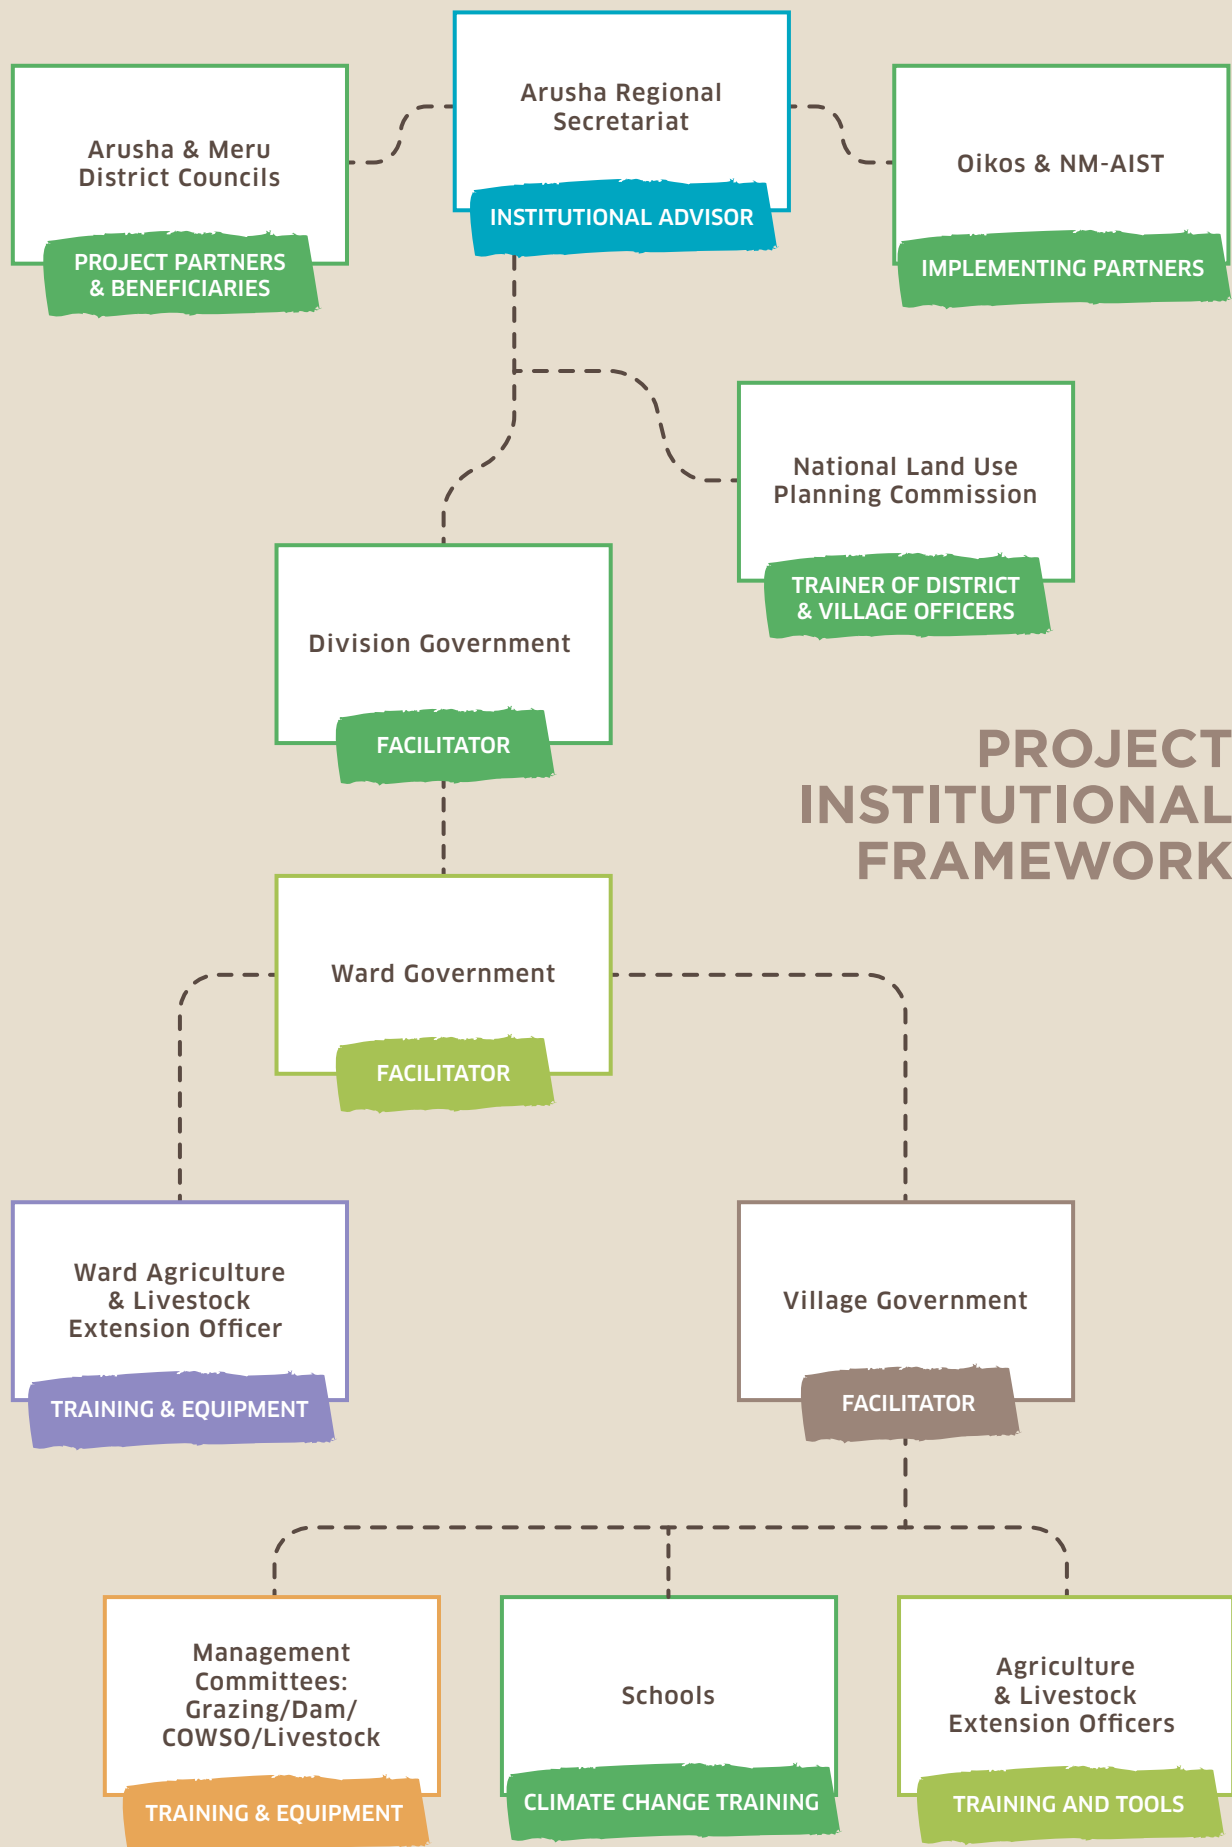 Arusha Regional
Secretariat
INSTITUTIONAL ADVISOR
Arusha & Meru
District Councils
PROJECT PARTNERS
& BENEFICIARIES
Oikos & NM-AIST
IMPLEMENTING PARTNERS
National Land Use
Planning Commission
TRAINER OF DISTRICT
& VILLAGE OFFICERS
Division Government
FACILITATOR
PROJECT
INSTITUTIONAL
FRAMEWORK
Ward Government
FACILITATOR
Ward Agriculture
& Livestock
Extension Officer
TRAINING & EQUIPMENT
Village Government
FACILITATOR
Management
Committees:
Grazing/Dam/
COWSO/Livestock
TRAINING & EQUIPMENT
Schools
CLIMATE CHANGE TRAINING
Agriculture
& Livestock
Extension Officers
TRAINING AND TOOLS